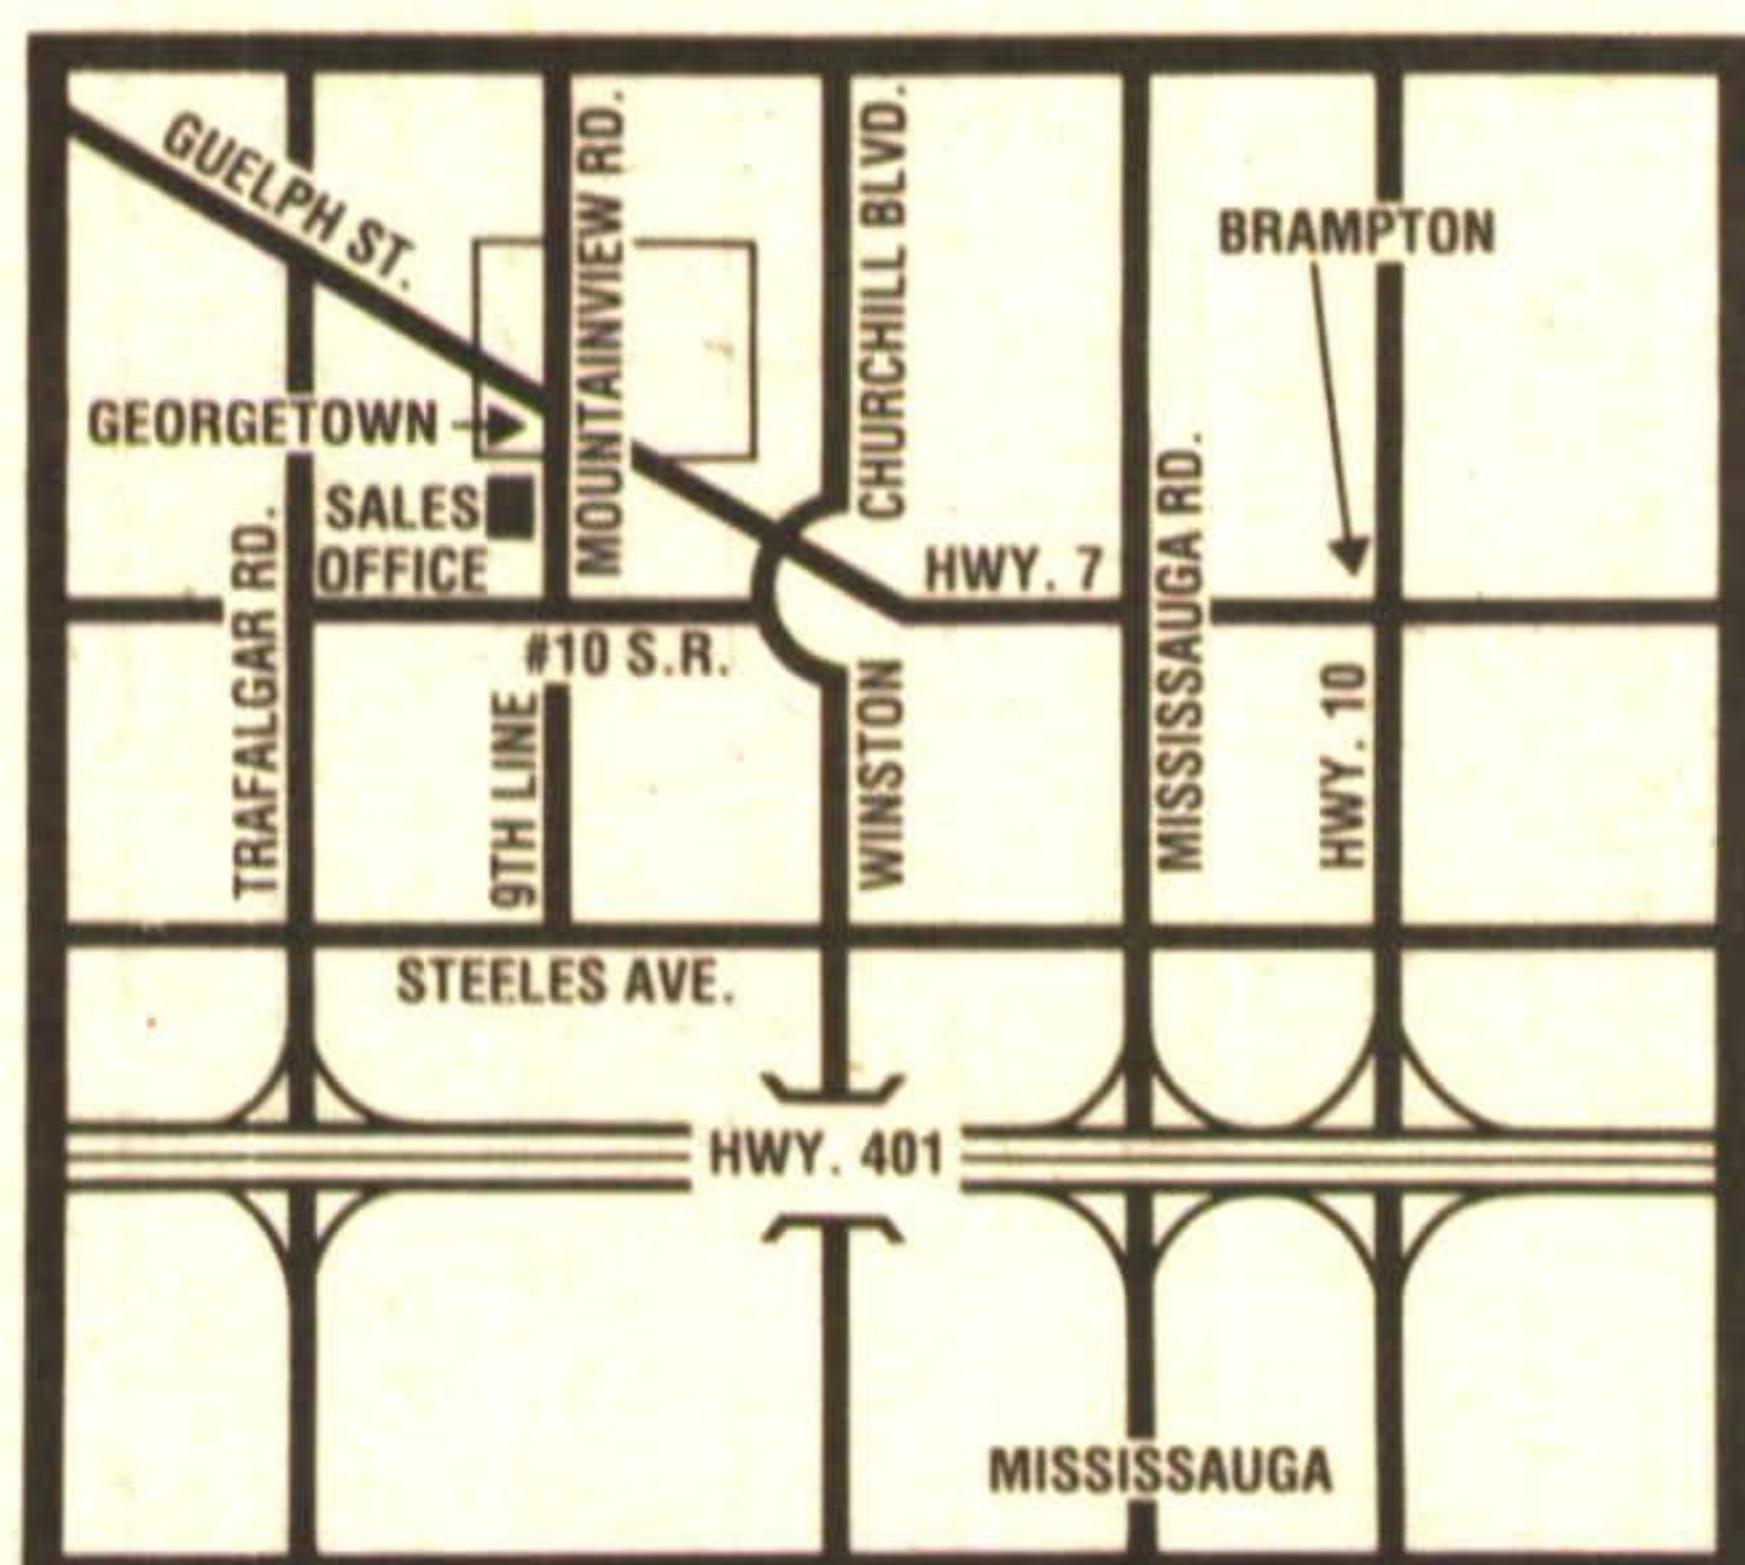 GUELPH ST.
MOUNTAINVIEW RD.
CHURCHILL BLVD.
BRAMPTON
GEORGETOWN
SALES
OFFICE
HWY. 7
TRAFALGAR RD.
#10 S.R.
9TH LINE
WINSTON
MISSISSAUGA RD.
HWY. 10
STEELES AVE.
HWY. 401
MISSISSAUGA